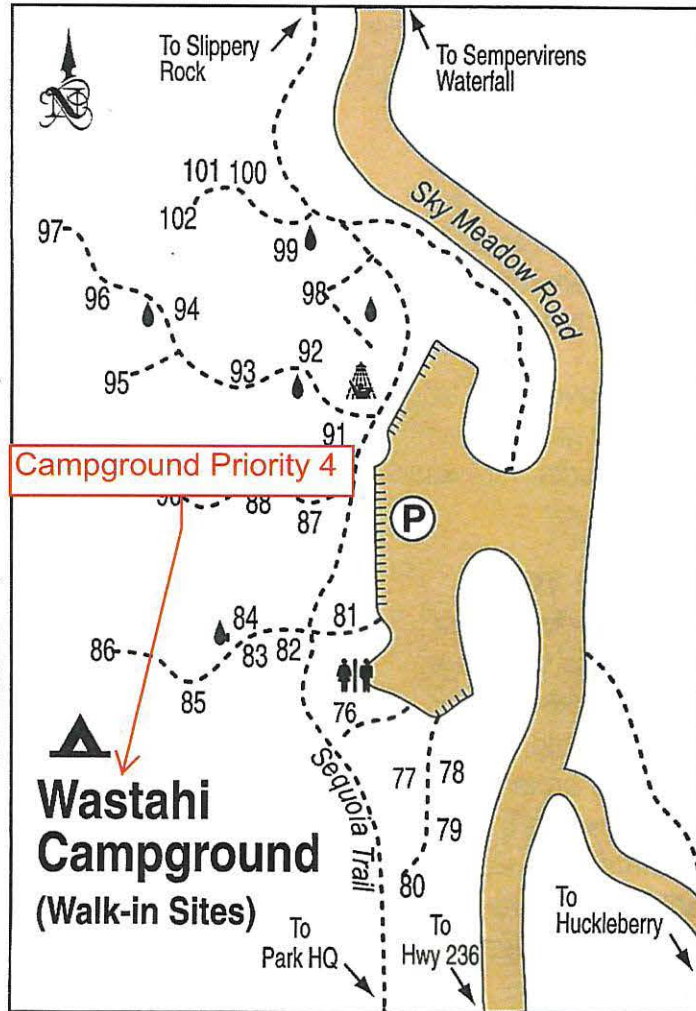 To Slippery
Rock
To Sempervirens
Waterfall
N
101 100
102
99
97
98
96
94
Sky Meadow Road
92
95
93
91
Campground Priority 4
88
87
P
84
81
86
83
82
85
76
77
78
79
80
Sequoia Trail
Wastahi
Campground
(Walk-in Sites)
To
Park HQ
To
Hwy 236
To
Huckleberry